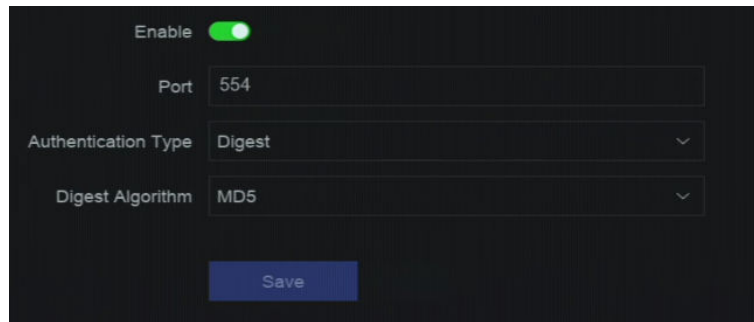 Enable
Port 554
Authentication Type Digest
Digest Algorithm MD5
Save